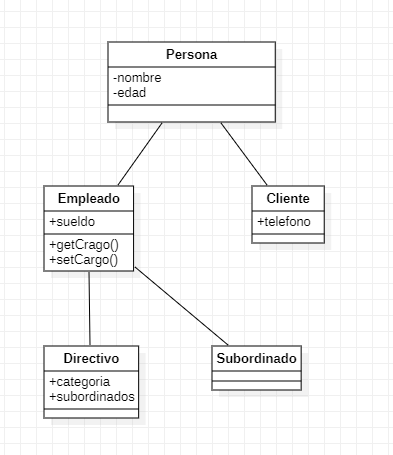 Persona
-nombre
-edad
Empleado
+sueldo
+getCrago()
+setCargo()
Cliente
+telefono
Directivo
+categoria
+subordinados
Subordinado